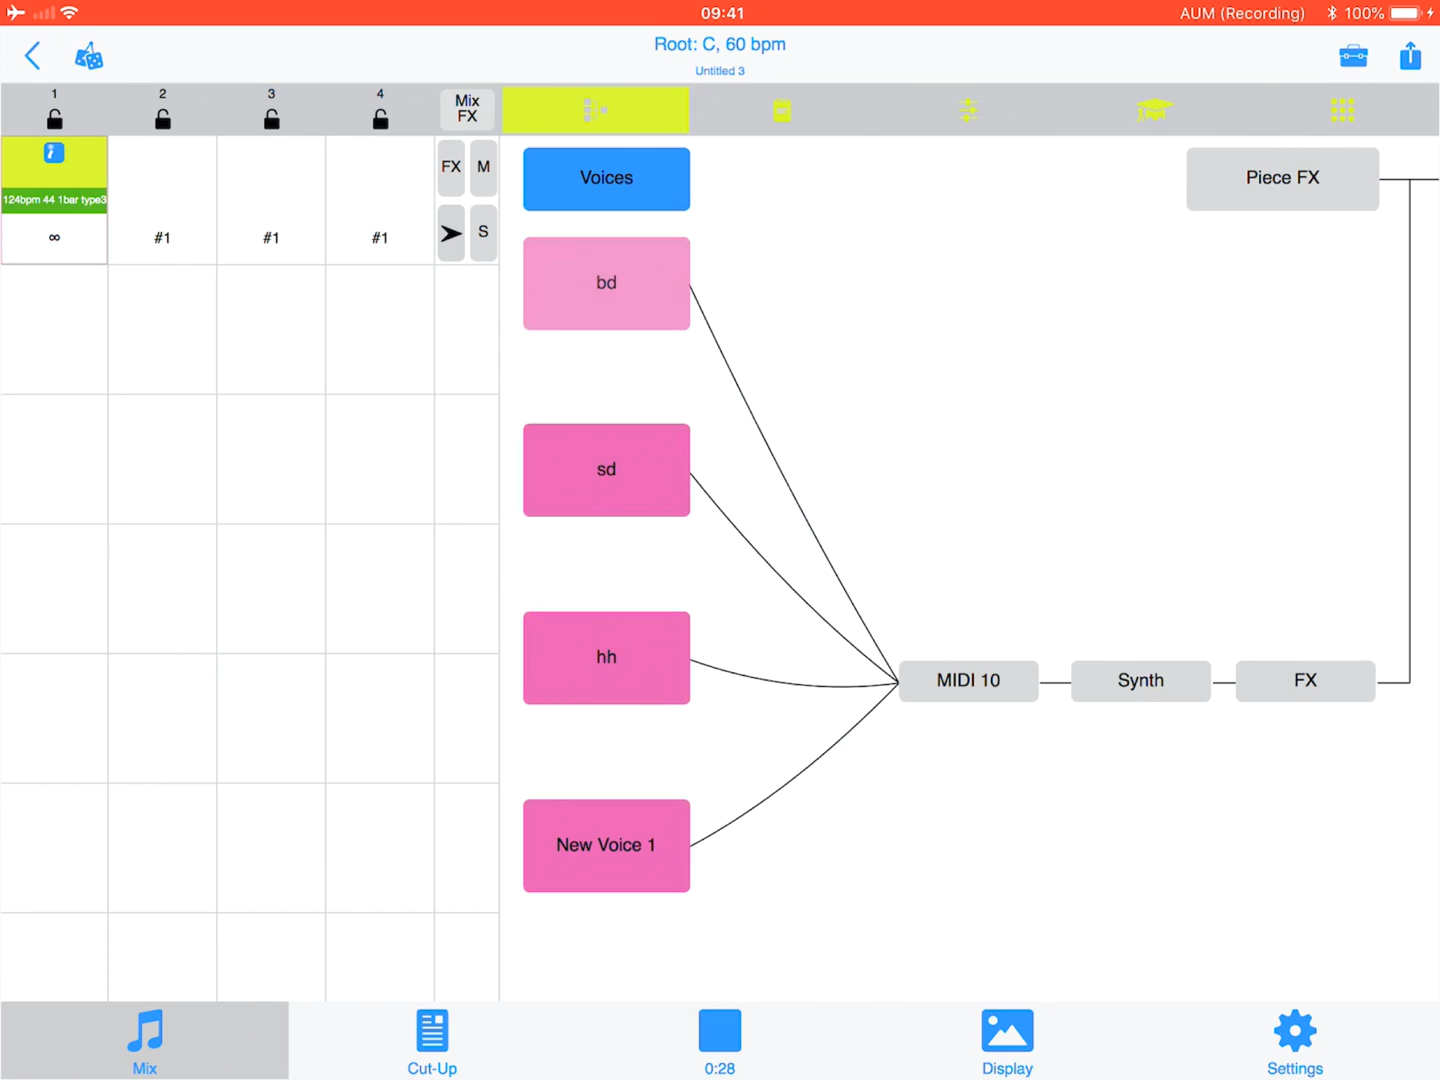 09:41
AUM (Recording)
100%
Root: C, 60 bpm
Untitled 3
1
2
3
4
Mix
FX
i
124bpm 44 1bar type3
∞
#1
#1
#1
FX
M
S
Voices
bd
sd
hh
New Voice 1
Piece FX
MIDI 10
Synth
FX
Mix
Cut-Up
0:28
Display
Settings